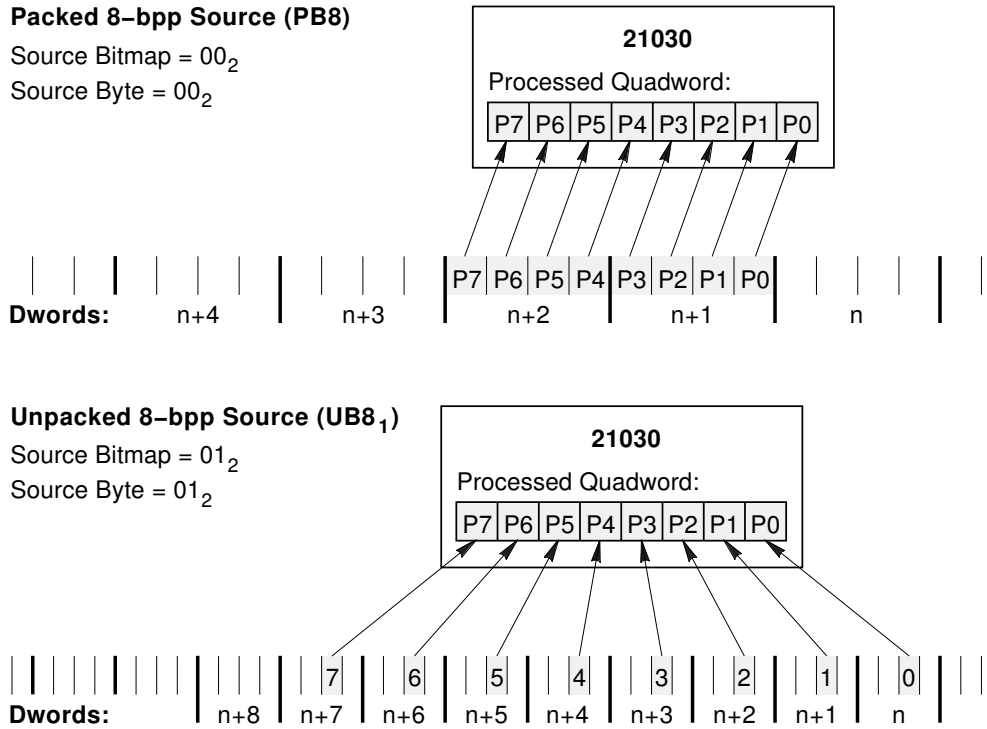 Packed 8–bpp Source (PB8)
Source Bitmap = 00₂
Source Byte = 00₂
21030
Processed Quadword:
P7 P6 P5 P4 P3 P2 P1 P0
P7 P6 P5 P4 P3 P2 P1 P0
Dwords: n+4 n+3 n+2 n+1 n
Unpacked 8–bpp Source (UB8₁)
Source Bitmap = 01₂
Source Byte = 01₂
21030
Processed Quadword:
P7 P6 P5 P4 P3 P2 P1 P0
7 6 5 4 3 2 1 0
Dwords: n+8 n+7 n+6 n+5 n+4 n+3 n+2 n+1 n